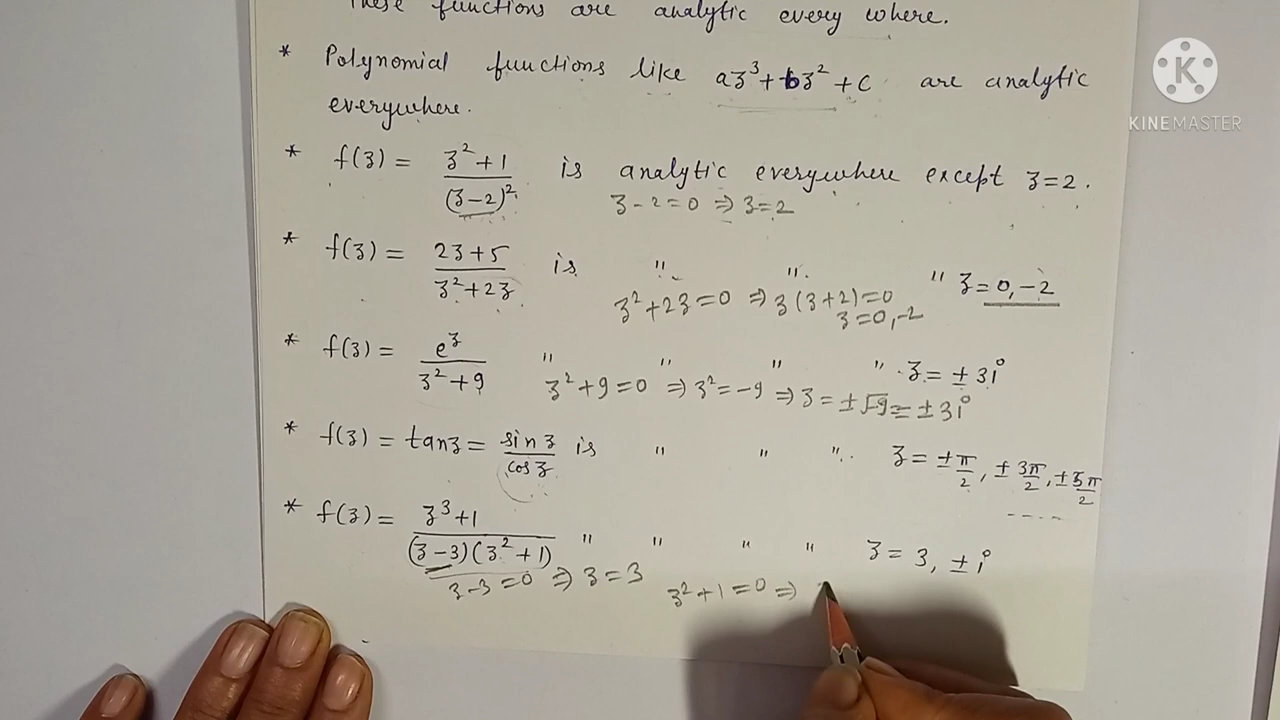 These functions are analytic every where.
* Polynomial functions like az³+bz²+c are analytic
everywhere.
* f(z) = (z²+1)/(z-2)² is analytic everywhere except z=2.
z-2=0 ⇒ z=2
* f(z) = (2z+5)/(z²+2z) is " " " z=0,-2
z²+2z=0 ⇒ z(z+2)=0
z=0,-2
* f(z) = e^z/(z²+9) " " " " z=±3i
z²+9=0 ⇒ z²=-9 ⇒ z=±√-9=±3i
* f(z) = tanz = sinz/cosz is " " " z=±π/2, ±3π/2, ±5π/2 ----
* f(z) = (z³+1)/((z-3)(z²+1)) " " " " z=3, ±i
z-3=0 ⇒ z=3 z²+1=0 ⇒
K
KINEMASTER